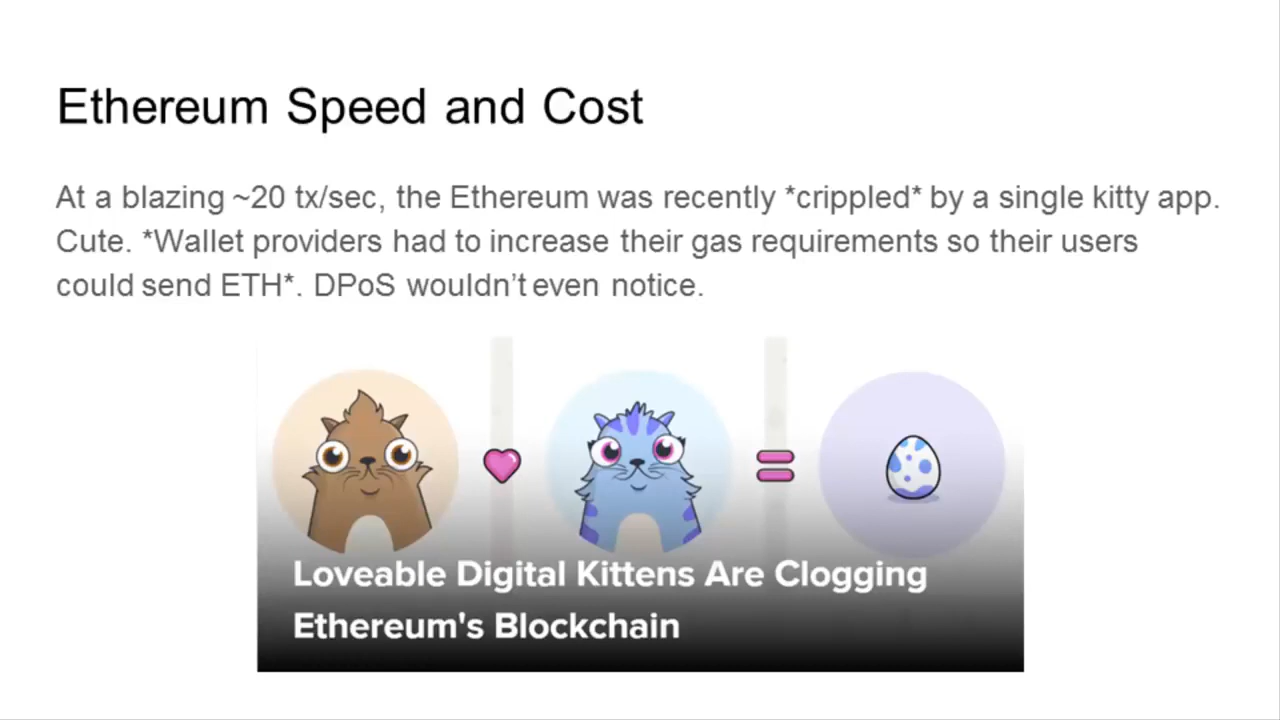 Ethereum Speed and Cost
At a blazing ~20 tx/sec, the Ethereum was recently *crippled* by a single kitty app.
Cute. *Wallet providers had to increase their gas requirements so their users
could send ETH*. DPoS wouldn’t even notice.
Loveable Digital Kittens Are Clogging
Ethereum's Blockchain